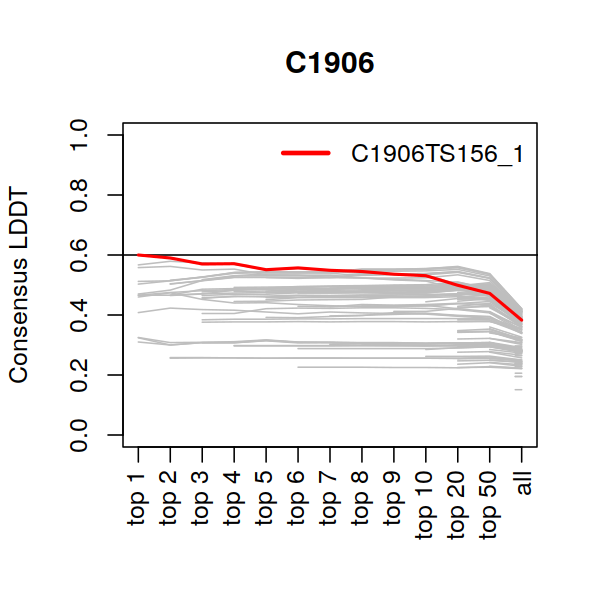 C1906
C1906TS156_1
Consensus LDDT
1.0
0.8
0.6
0.4
0.2
0.0
top 1
top 2
top 3
top 4
top 5
top 6
top 7
top 8
top 9
top 10
top 20
top 50
all